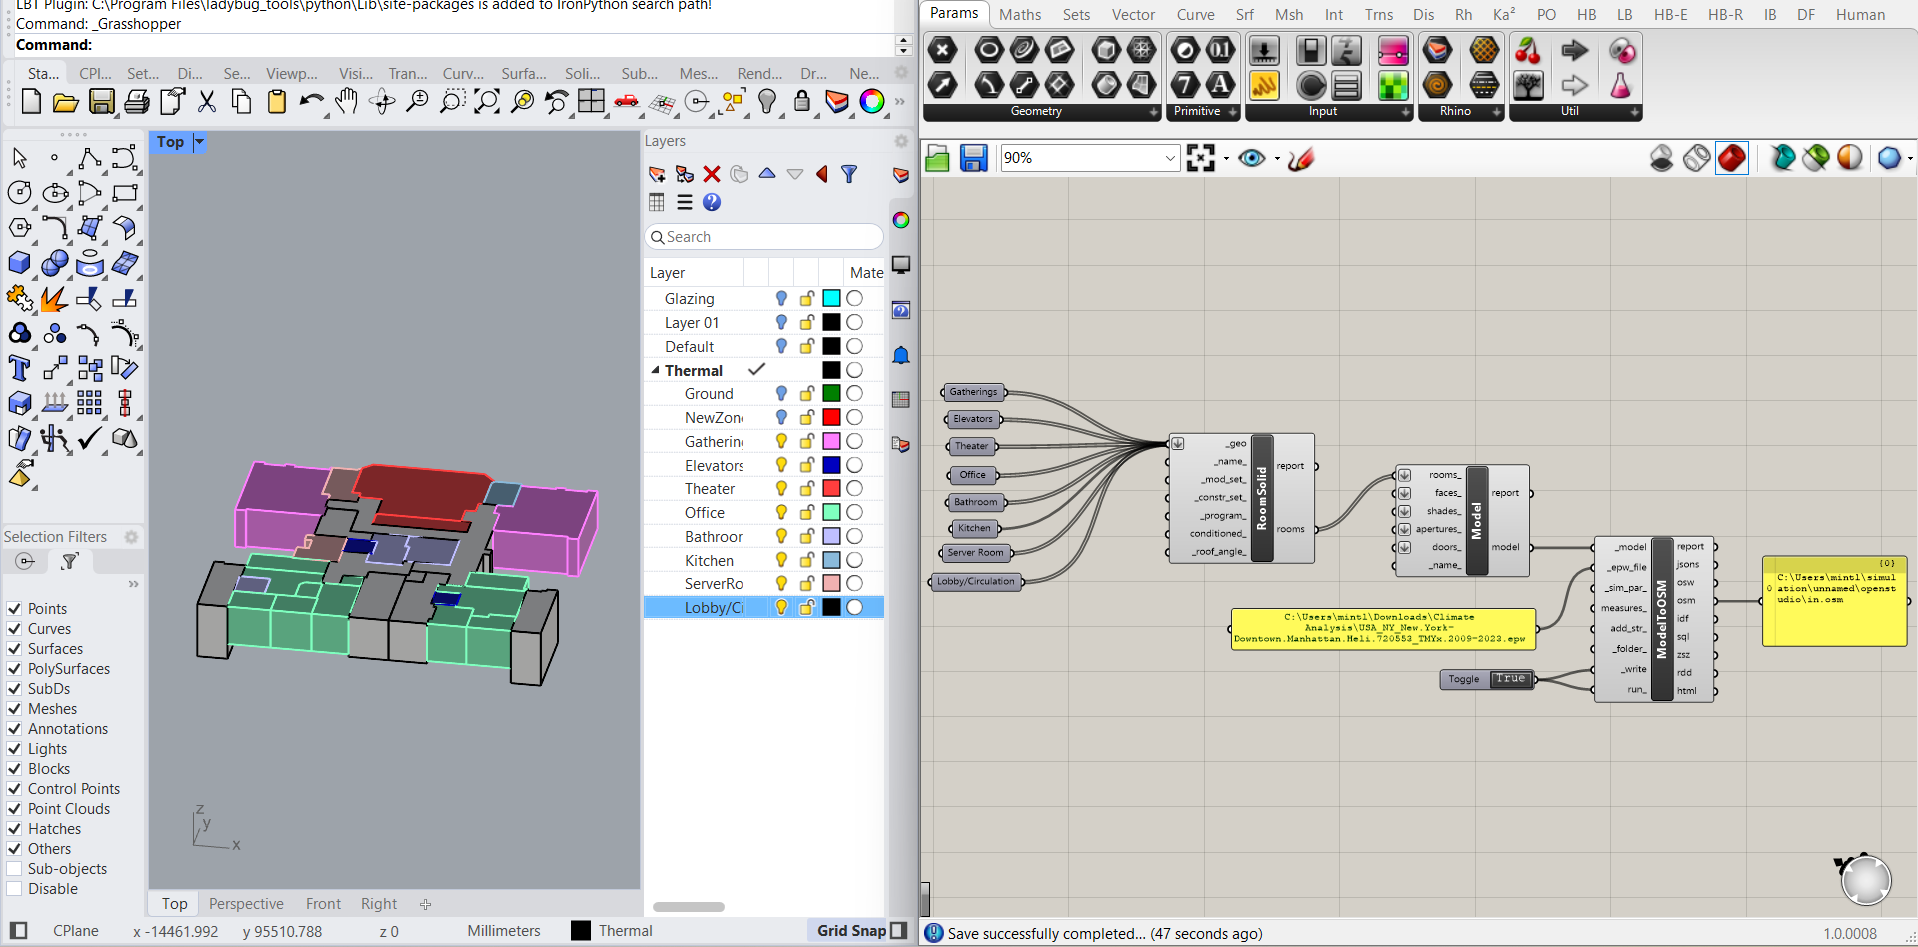 LBT Plugin: C:\Program Files\ladybug_tools\python\Lib\site-packages is added to IronPython search path!
Command: _Grasshopper
Command:
Sta... CPl... Set... Di... Se... Viewp... Visi... Tran... Curv... Surfa... Soli... Sub... Mes... Rend... Dr... Ne...
Top
Layers
Search
Layer Mate
Glazing
Layer 01
Default
Thermal
Ground
NewZon
Gatherin
Elevators
Theater
Office
Bathroor
Kitchen
ServerRo
Lobby/Ci
Selection Filters
Points
Curves
Surfaces
PolySurfaces
SubDs
Meshes
Annotations
Lights
Blocks
Control Points
Point Clouds
Hatches
Others
Sub-objects
Disable
z
y
x
Top Perspective Front Right
CPlane x -14461.992 y 95510.788 z 0 Millimeters Thermal Grid Snap
Params Maths Sets Vector Curve Srf Msh Int Trns Dis Rh Ka² PO HB LB HB-E HB-R IB DF Human
Geometry Primitive Input Rhino Util
90%
Gatherings
Elevators
Theater
Office
Bathroom
Kitchen
Server Room
Lobby/Circulation
_geo
_name_
_mod_set_
_constr_set_
_program_
conditioned_
_roof_angle_
RoomSolid
report
rooms
rooms_
faces_
shades_
apertures_
doors_
_name_
Model
report
model
C:\Users\mintl\Downloads\Climate
Analysis\USA_NY_New.York-
Downtown.Manhattan.Heli.720553_TMYx.2009-2023.epw
Toggle True
_model
_epw_file
_sim_par_
measures_
add_str_
_folder_
_write
run_
ModelToOSM
report
jsons
osw
osm
idf
sql
zsz
rdd
html
{0}
0 C:\Users\mintl\simul
ation\unnamed\openst
udio\in.osm
Save successfully completed... (47 seconds ago)
1.0.0008